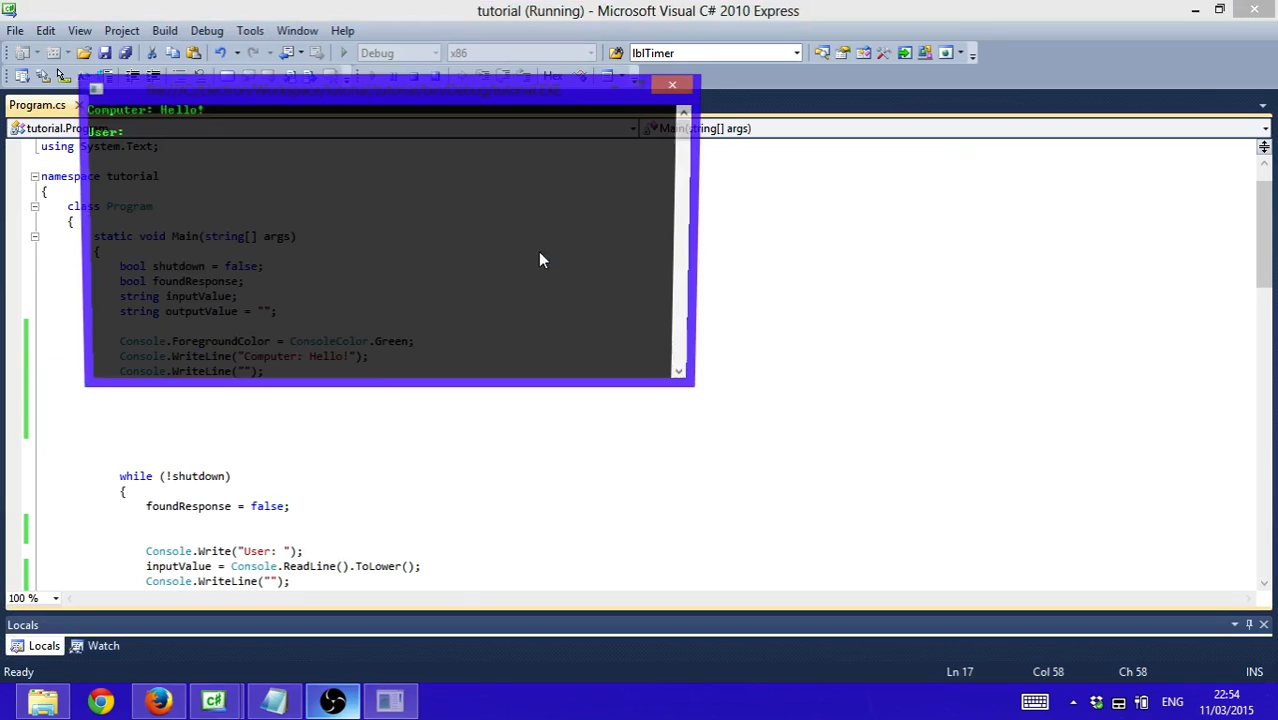 tutorial (Running) - Microsoft Visual C# 2010 Express
File Edit View Project Build Debug Data Tools Window Help
Debug x86 lblTimer
Hex
Program.cs
tutorial.Program Main(string[] args)
Computer: Hello!
User:
using System.Text;
namespace tutorial
{
class Program
{
static void Main(string[] args)
{
bool shutdown = false;
bool foundResponse;
string inputValue;
string outputValue = "";
Console.ForegroundColor = ConsoleColor.Green;
Console.WriteLine("Computer: Hello!");
Console.WriteLine("");
while (!shutdown)
{
foundResponse = false;
Console.Write("User: ");
inputValue = Console.ReadLine().ToLower();
Console.WriteLine("");
100 %
Locals
Locals Watch
Ready Ln 17 Col 58 Ch 58 INS
ENG 22:54
11/03/2015